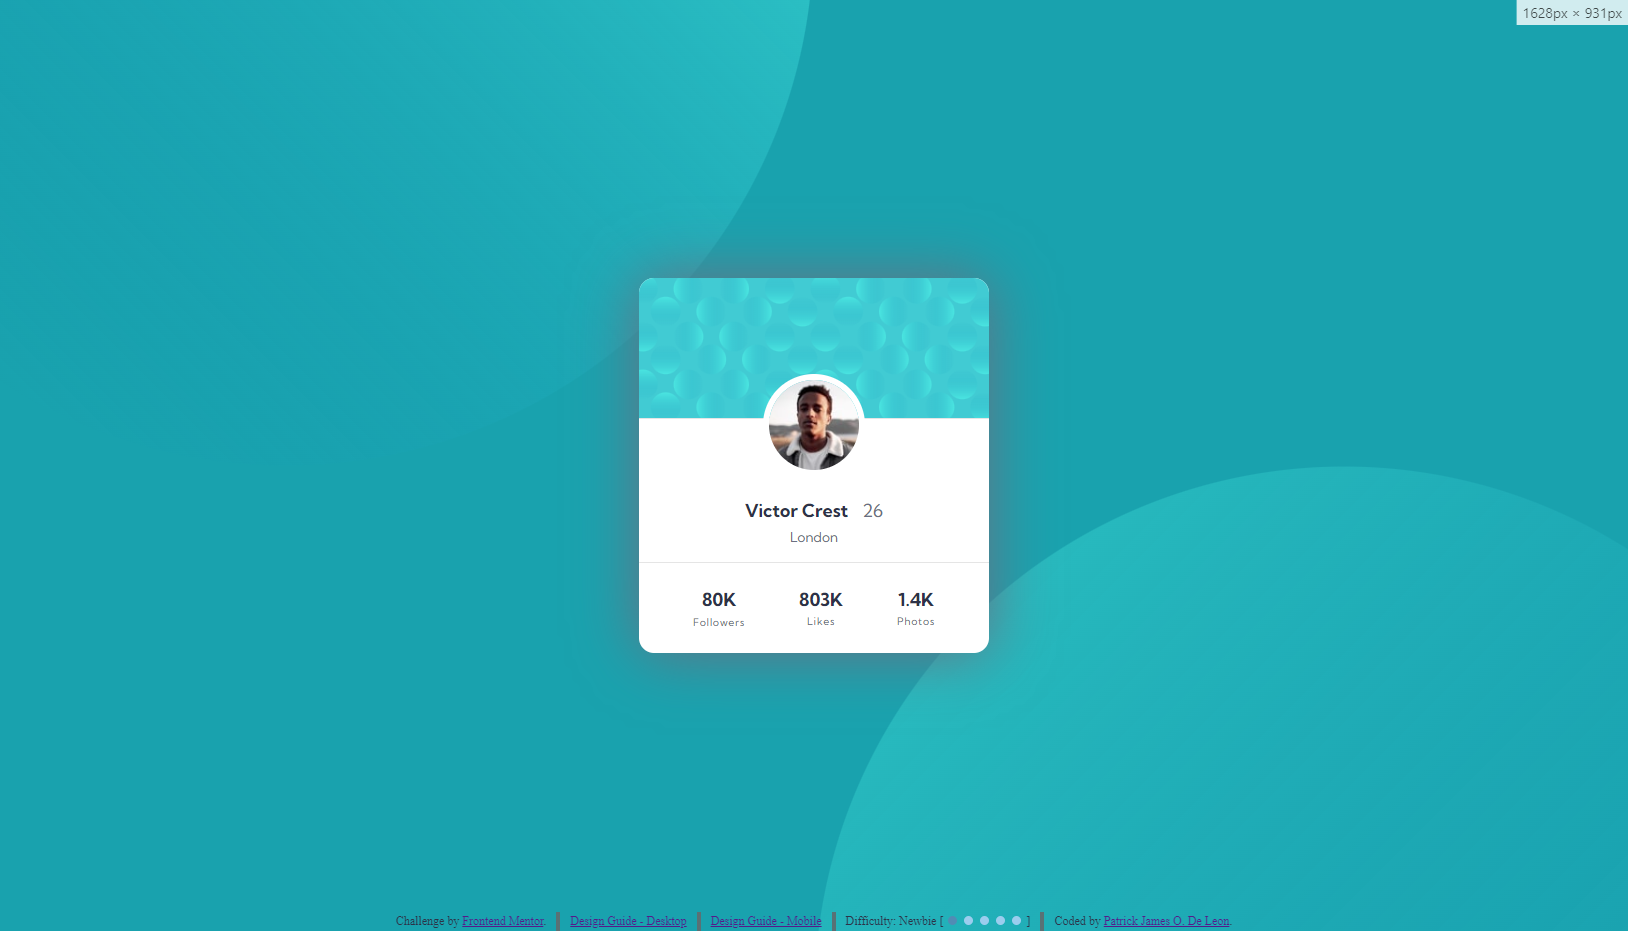 1628px × 931px
Victor Crest 26
London
80K 803K 1.4K
Followers Likes Photos
Challenge by Frontend Mentor. Design Guide - Desktop Design Guide - Mobile Difficulty: Newbie [ ] Coded by Patrick James O. De Leon.